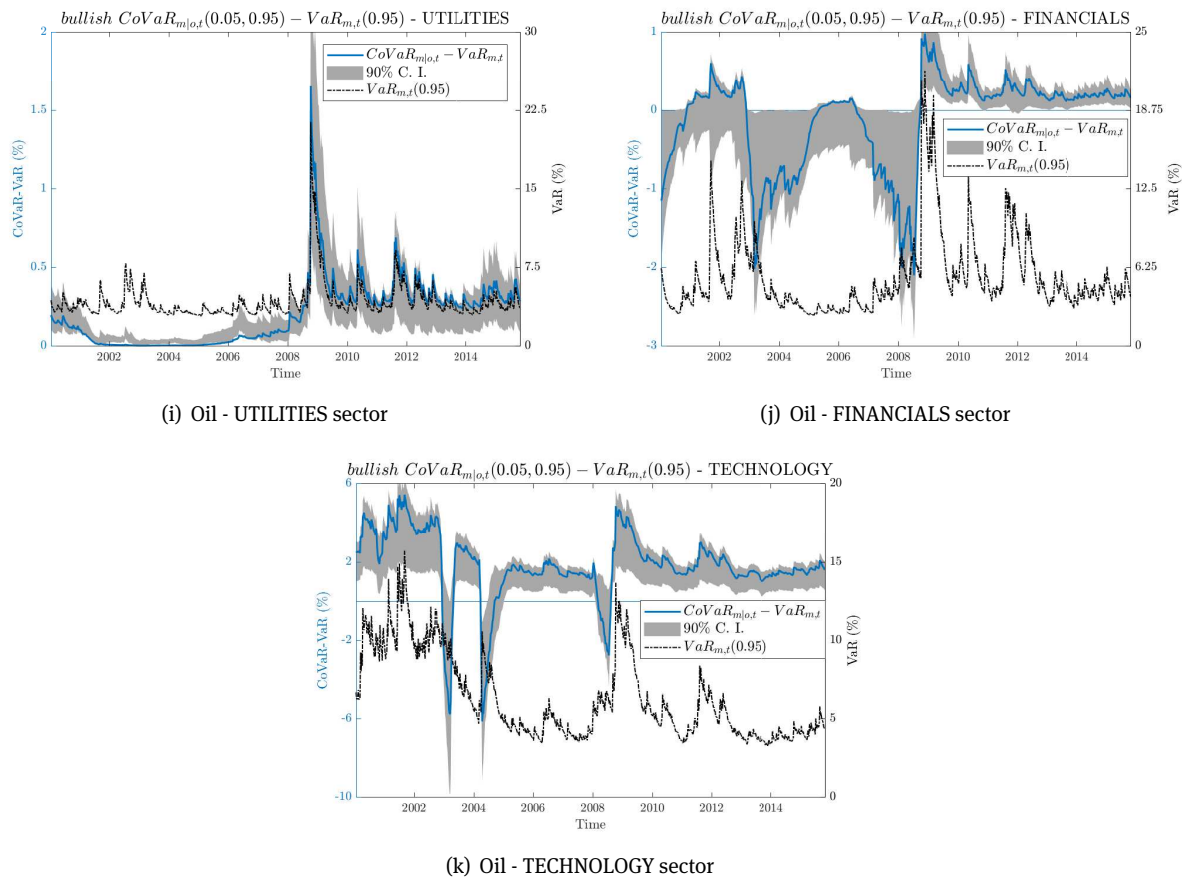 bullish CoVaR_{m|o,t}(0.05, 0.95) − VaR_{m,t}(0.95) - UTILITIES
2
1.5
1
0.5
0
CoVaR-VaR (%)
30
22.5
15
7.5
0
VaR (%)
CoVaR_{m|o,t} − VaR_{m,t}
90% C. I.
VaR_{m,t}(0.95)
2002 2004 2006 2008 2010 2012 2014
Time
(i) Oil - UTILITIES sector
bullish CoVaR_{m|o,t}(0.05, 0.95) − VaR_{m,t}(0.95) - FINANCIALS
1
0
-1
-2
-3
CoVaR-VaR (%)
25
18.75
12.5
6.25
0
VaR (%)
CoVaR_{m|o,t} − VaR_{m,t}
90% C. I.
VaR_{m,t}(0.95)
2002 2004 2006 2008 2010 2012 2014
Time
(j) Oil - FINANCIALS sector
bullish CoVaR_{m|o,t}(0.05, 0.95) − VaR_{m,t}(0.95) - TECHNOLOGY
6
2
-2
-6
-10
CoVaR-VaR (%)
20
15
10
5
0
VaR (%)
CoVaR_{m|o,t} − VaR_{m,t}
90% C. I.
VaR_{m,t}(0.95)
2002 2004 2006 2008 2010 2012 2014
Time
(k) Oil - TECHNOLOGY sector